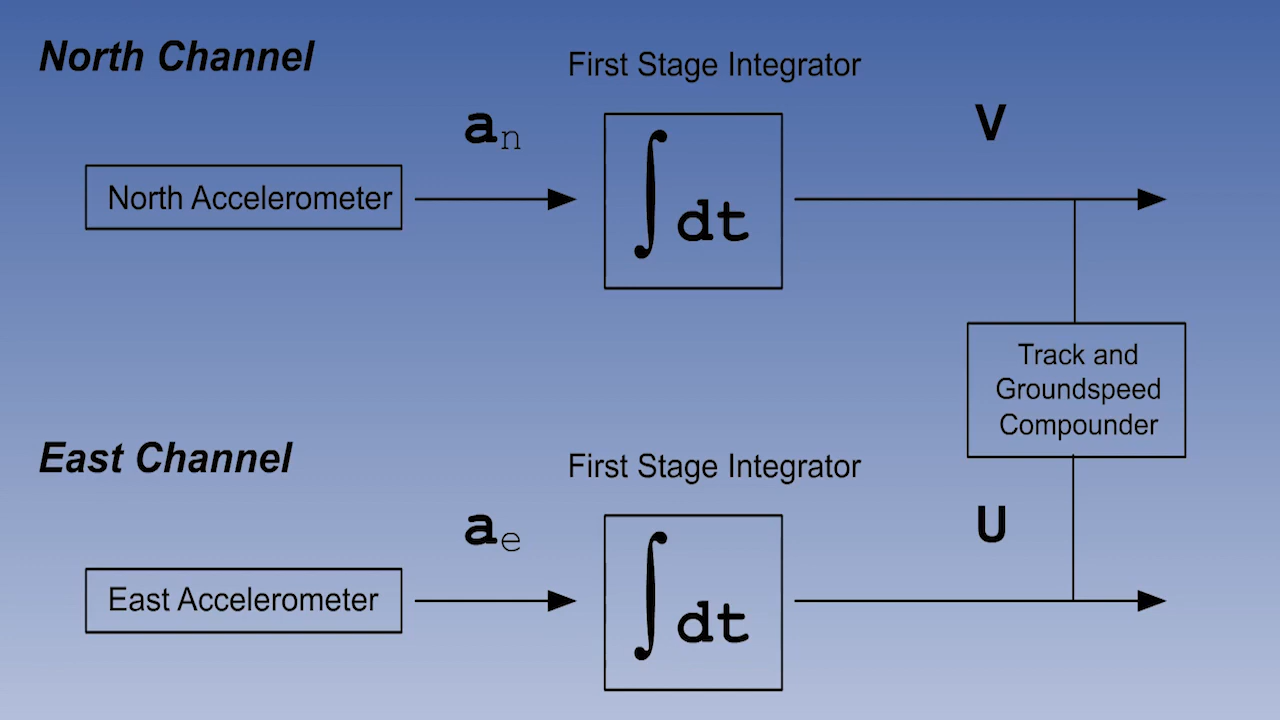 North Channel
First Stage Integrator
an
V
North Accelerometer
∫dt
Track and
Groundspeed
Compounder
East Channel
First Stage Integrator
ae
U
East Accelerometer
∫dt